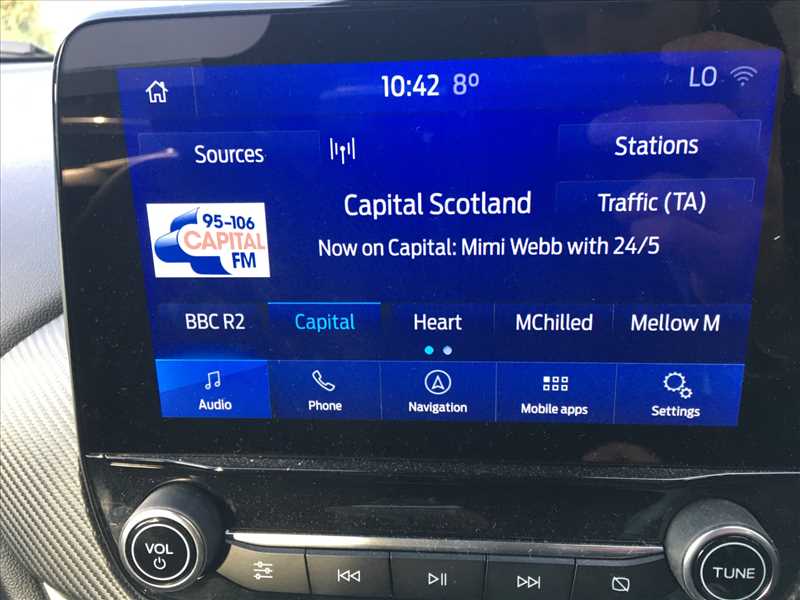 10:42 8º LO
Sources
Stations
Capital Scotland
Traffic (TA)
95-106
CAPITAL
FM
Now on Capital: Mimi Webb with 24/5
BBC R2 Capital Heart MChilled Mellow M
Audio Phone Navigation Mobile apps Settings
VOL
TUNE